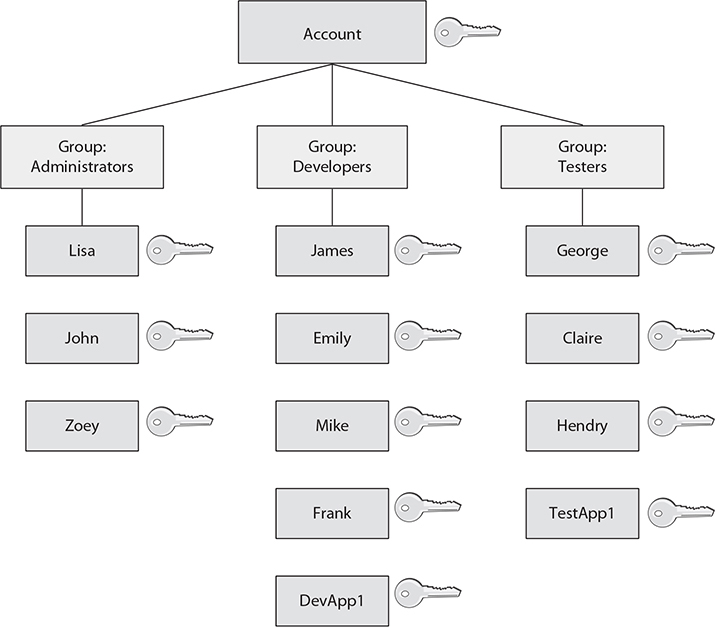 Account
Group:
Administrators
Group:
Developers
Group:
Testers
Lisa
James
George
John
Emily
Claire
Zoey
Mike
Hendry
Frank
TestApp1
DevApp1